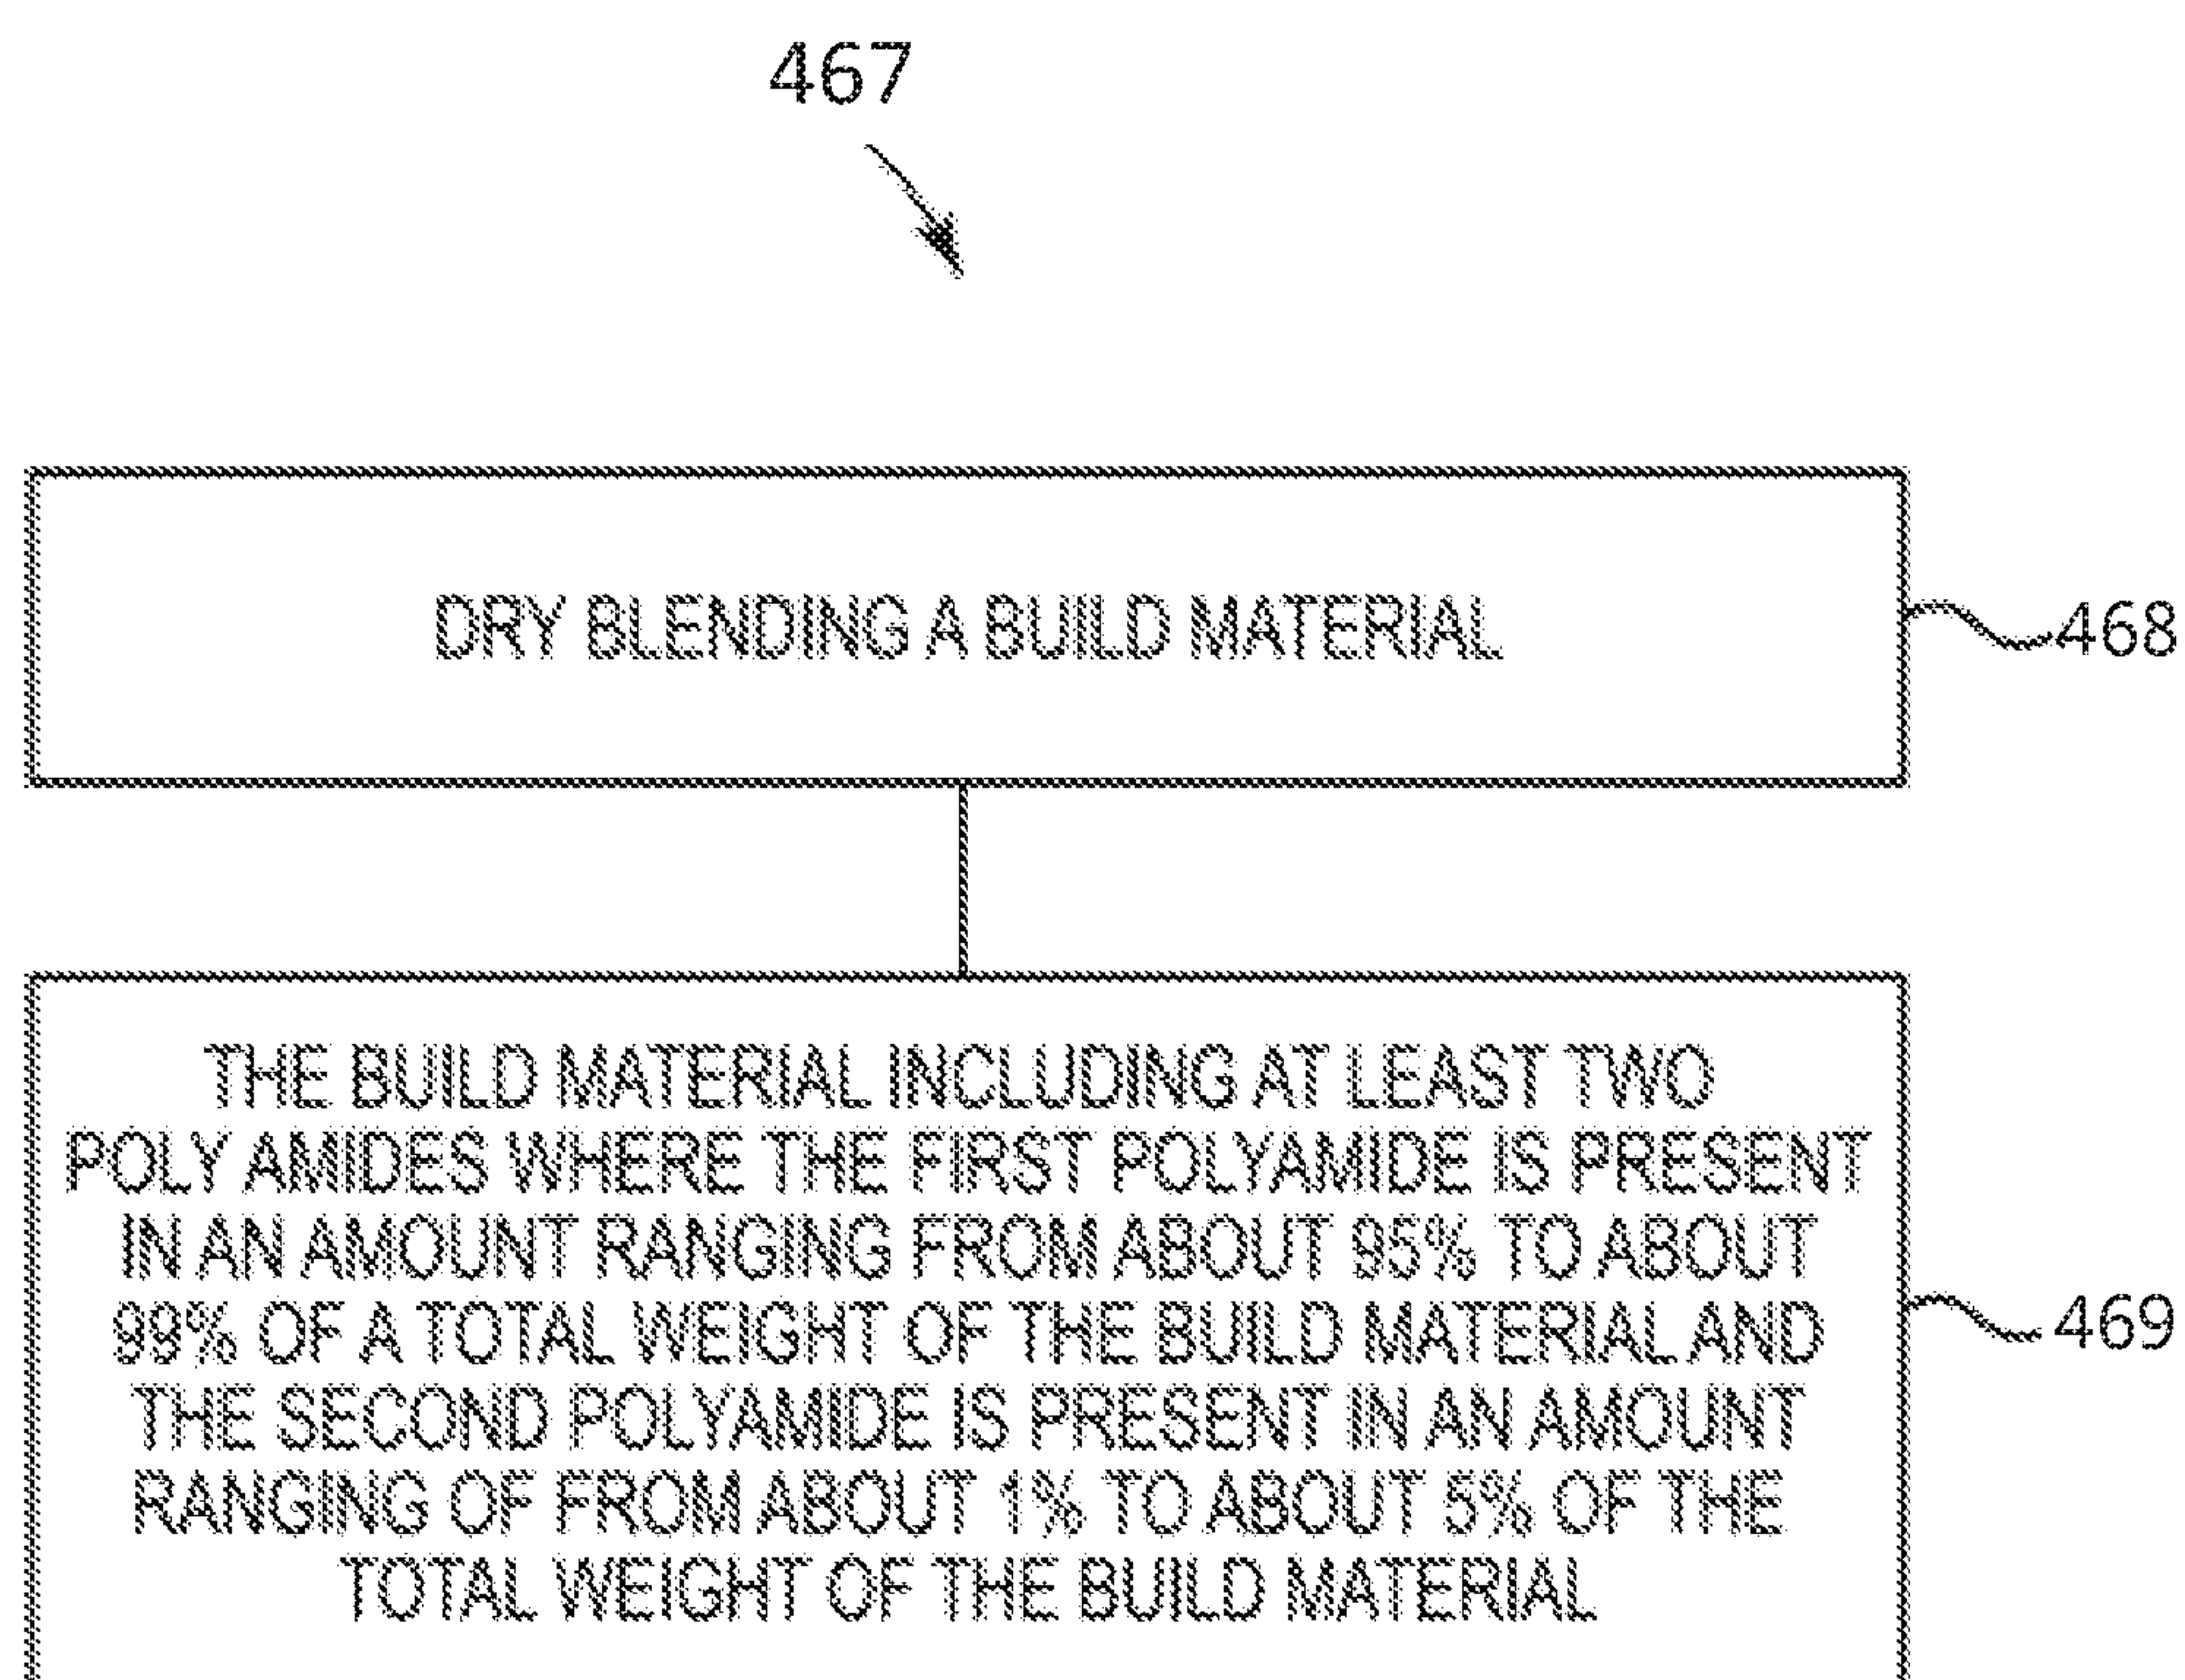 467
DRY BLENDING A BUILD MATERIAL
468
THE BUILD MATERIAL INCLUDING AT LEAST TWO
POLY AMIDES WHERE THE FIRST POLYAMIDE IS PRESENT
IN AN AMOUNT RANGING FROM ABOUT 95% TO ABOUT
99% OF A TOTAL WEIGHT OF THE BUILD MATERIAL AND
THE SECOND POLYAMIDE IS PRESENT IN AN AMOUNT
RANGING OF FROM ABOUT 1% TO ABOUT 5% OF THE
TOTAL WEIGHT OF THE BUILD MATERIAL
469